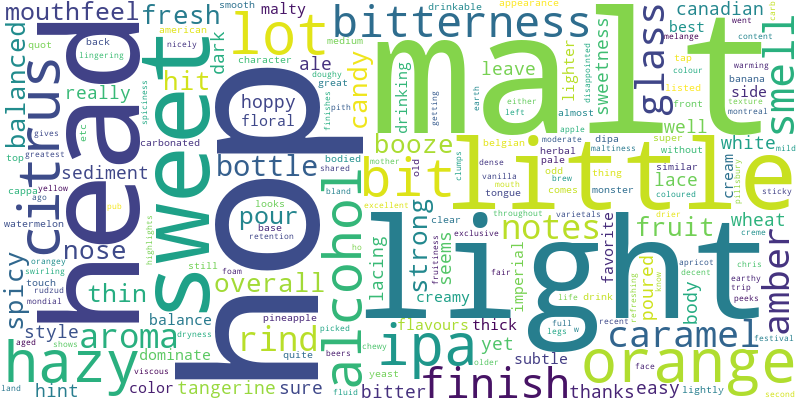 mouthfeel
head
citrus
balanced
back
lingering
quot
really
gives
etc
top
greatest
sediment
cappa
ago
yellow
pub
watermelon
nose
orangey
swirling
spicy
touch
rudzud
mondial
thin
style
aroma
aged
shows
hazy
viscous
land
hint
color
fresh
american
nicely
malty
smooth
sweet
spiciness
carbonated
highlights
hit
dark
lot
character
ale
hoppy
floral
hop
bottle
pour
looks
base
retention
still
foam
overall
balance
pineapple
dryness
rind
dominate
quite
tangerine
sure
medium
doughy
great
finishes
pith
candy
bodied
shared
bland
alcohol
ho
picked
beers
chewy
yeast
fluid
bitter
bitterness
drinkable
appearance
malt
drinking
getting
leave
earth
lighter
either
left
almost
disappointed
sweetness
glass
canadian
best
went
melange
colour
tap
listed
front
carb
contains
warming
banana
side
texture
montreal
smell
booze
mother
apple
well
super
without
white
mild
bit
old
clumps
belgian
dense
vanilla
mouth
tongue
moderate
herbal
pale
odd
brew
comes
dipa
maltiness
thing
monster
little
similar
lace
coloured
cream
pillsbury
sticky
excellent
throughout
varietals
drier
creme
light
strong
lacing
fruitiness
seems
clear
exclusive
creamy
notes
fair
imperial
favorite
fruit
wheat
amber
poured
refreshing
know
body
apricot
decent
chris
earthy
trip
peeks
life
drink
full
legs
w
recent
flavours
thick
ipa
yet
older
subtle
caramel
festival
orange
face
finish
thanks
easy
lightly
second